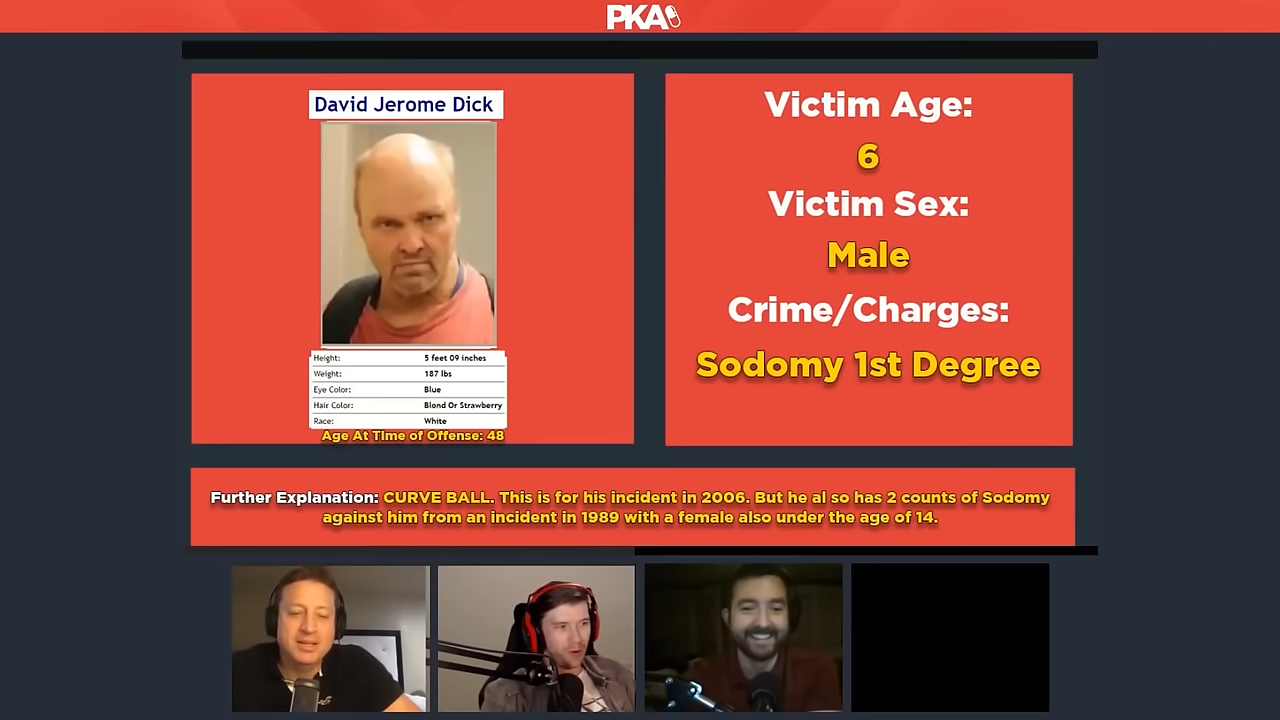 PKA
David Jerome Dick
Height: 5 feet 09 inches
Weight: 187 lbs
Eye Color: Blue
Hair Color: Blond Or Strawberry
Race: White
Age At Time of Offense: 48
Victim Age:
6
Victim Sex:
Male
Crime/Charges:
Sodomy 1st Degree
Further Explanation: CURVE BALL. This is for his incident in 2006. But he al so has 2 counts of Sodomy
against him from an incident in 1989 with a female also under the age of 14.